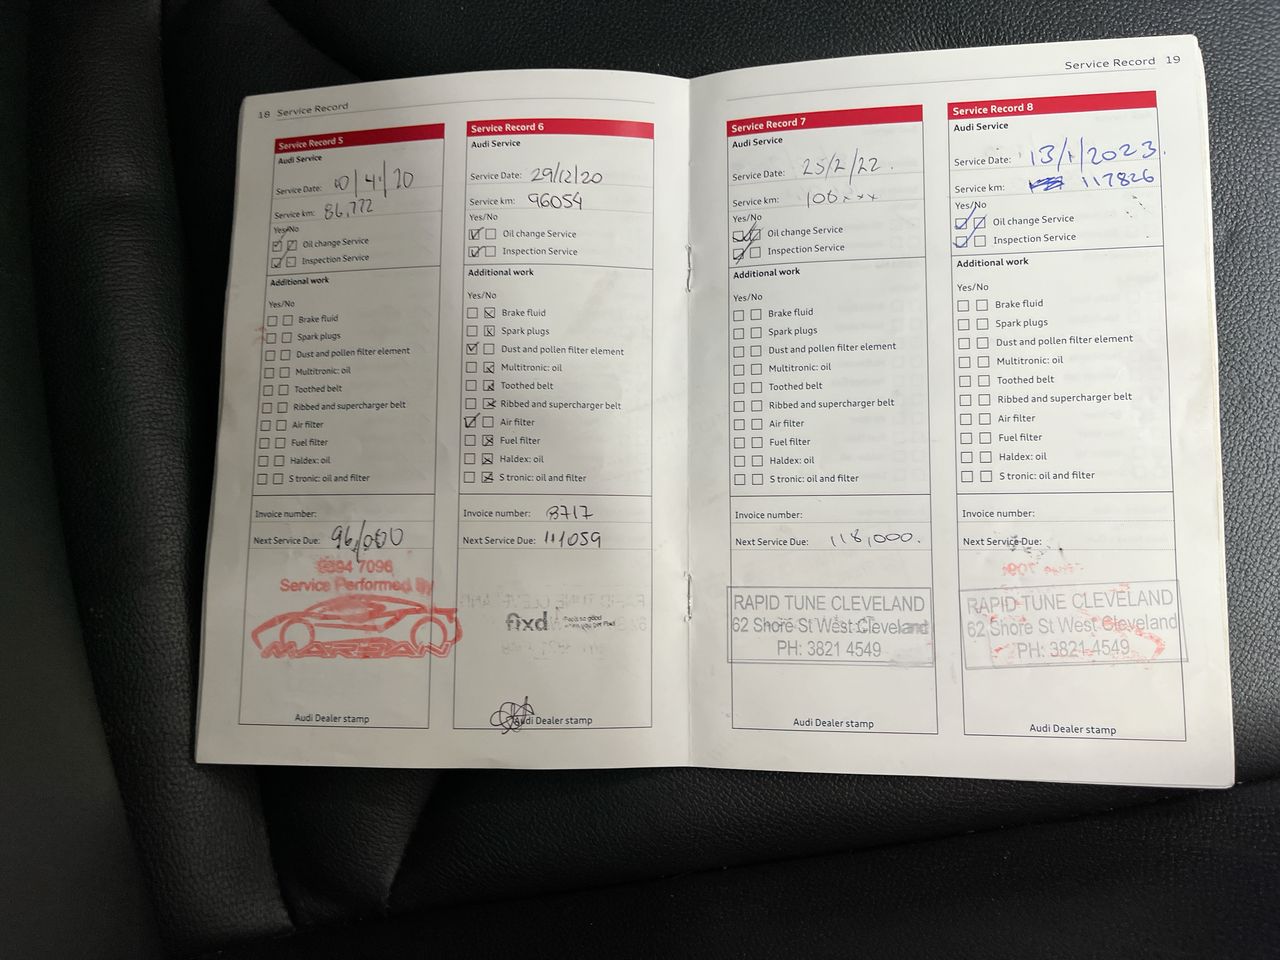 18 Service Record
Service Record 5
Audi Service
Service Date: 10/4/20
Service km: 86,772
Yes/No
Oil change Service
Inspection Service
Additional work
Yes/No
Brake fluid
Spark plugs
Dust and pollen filter element
Multitronic: oil
Toothed belt
Ribbed and supercharger belt
Air filter
Fuel filter
Haldex: oil
S tronic: oil and filter
Invoice number:
Next Service Due: 96,000
7096
Service Performed By
Audi Dealer stamp
Service Record 6
Audi Service
Service Date: 29/12/20
Service km: 96054
Yes/No
Oil change Service
Inspection Service
Additional work
Yes/No
Brake fluid
Spark plugs
Dust and pollen filter element
Multitronic: oil
Toothed belt
Ribbed and supercharger belt
Air filter
Fuel filter
Haldex: oil
S tronic: oil and filter
Invoice number: 8717
Next Service Due: 111059
fixd
Audi Dealer stamp
Service Record 19
Service Record 7
Audi Service
Service Date: 25/2/22.
Service km: 106xxx
Yes/No
Oil change Service
Inspection Service
Additional work
Yes/No
Brake fluid
Spark plugs
Dust and pollen filter element
Multitronic: oil
Toothed belt
Ribbed and supercharger belt
Air filter
Fuel filter
Haldex: oil
S tronic: oil and filter
Invoice number:
Next Service Due: 118,000.
RAPID TUNE CLEVELAND
62 Shore St West Cleveland
PH: 3821 4549
Audi Dealer stamp
Service Record 8
Audi Service
Service Date: 13/1/2023.
Service km: 117826
Yes/No
Oil change Service
Inspection Service
Additional work
Yes/No
Brake fluid
Spark plugs
Dust and pollen filter element
Multitronic: oil
Toothed belt
Ribbed and supercharger belt
Air filter
Fuel filter
Haldex: oil
S tronic: oil and filter
Invoice number:
Next Service Due:
RAPID TUNE CLEVELAND
62 Shore St West Cleveland
PH: 3821 4549
Audi Dealer stamp